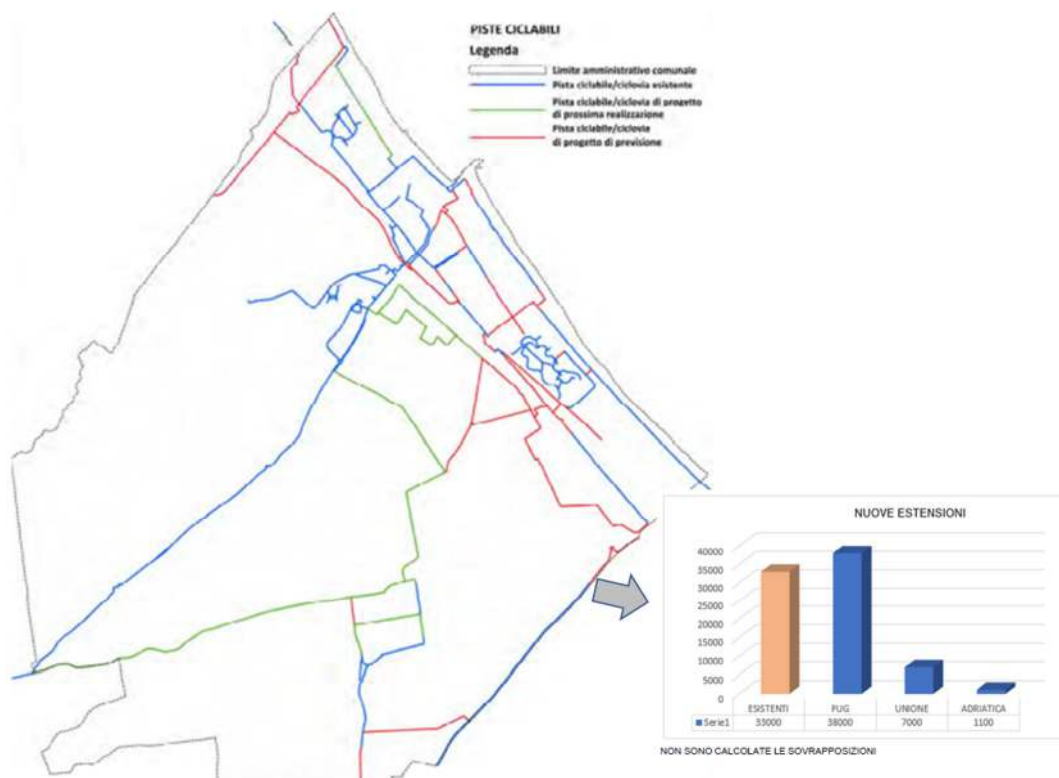 PISTE CICLABILI
Legenda
Limite amministrativo comunale
Pista ciclabile/ciclovia esistente
Pista ciclabile/ciclovia di progetto
di prossima realizzazione
Pista ciclabile/ciclovia
di progetto di previsione
NUOVE ESTENSIONI
40000
35000
30000
25000
20000
15000
10000
5000
0
ESISTENTI PUG UNIONE ADRIATICA
Serie1 33000 38000 7000 1100
NON SONO CALCOLATE LE SOVRAPPOSIZIONI